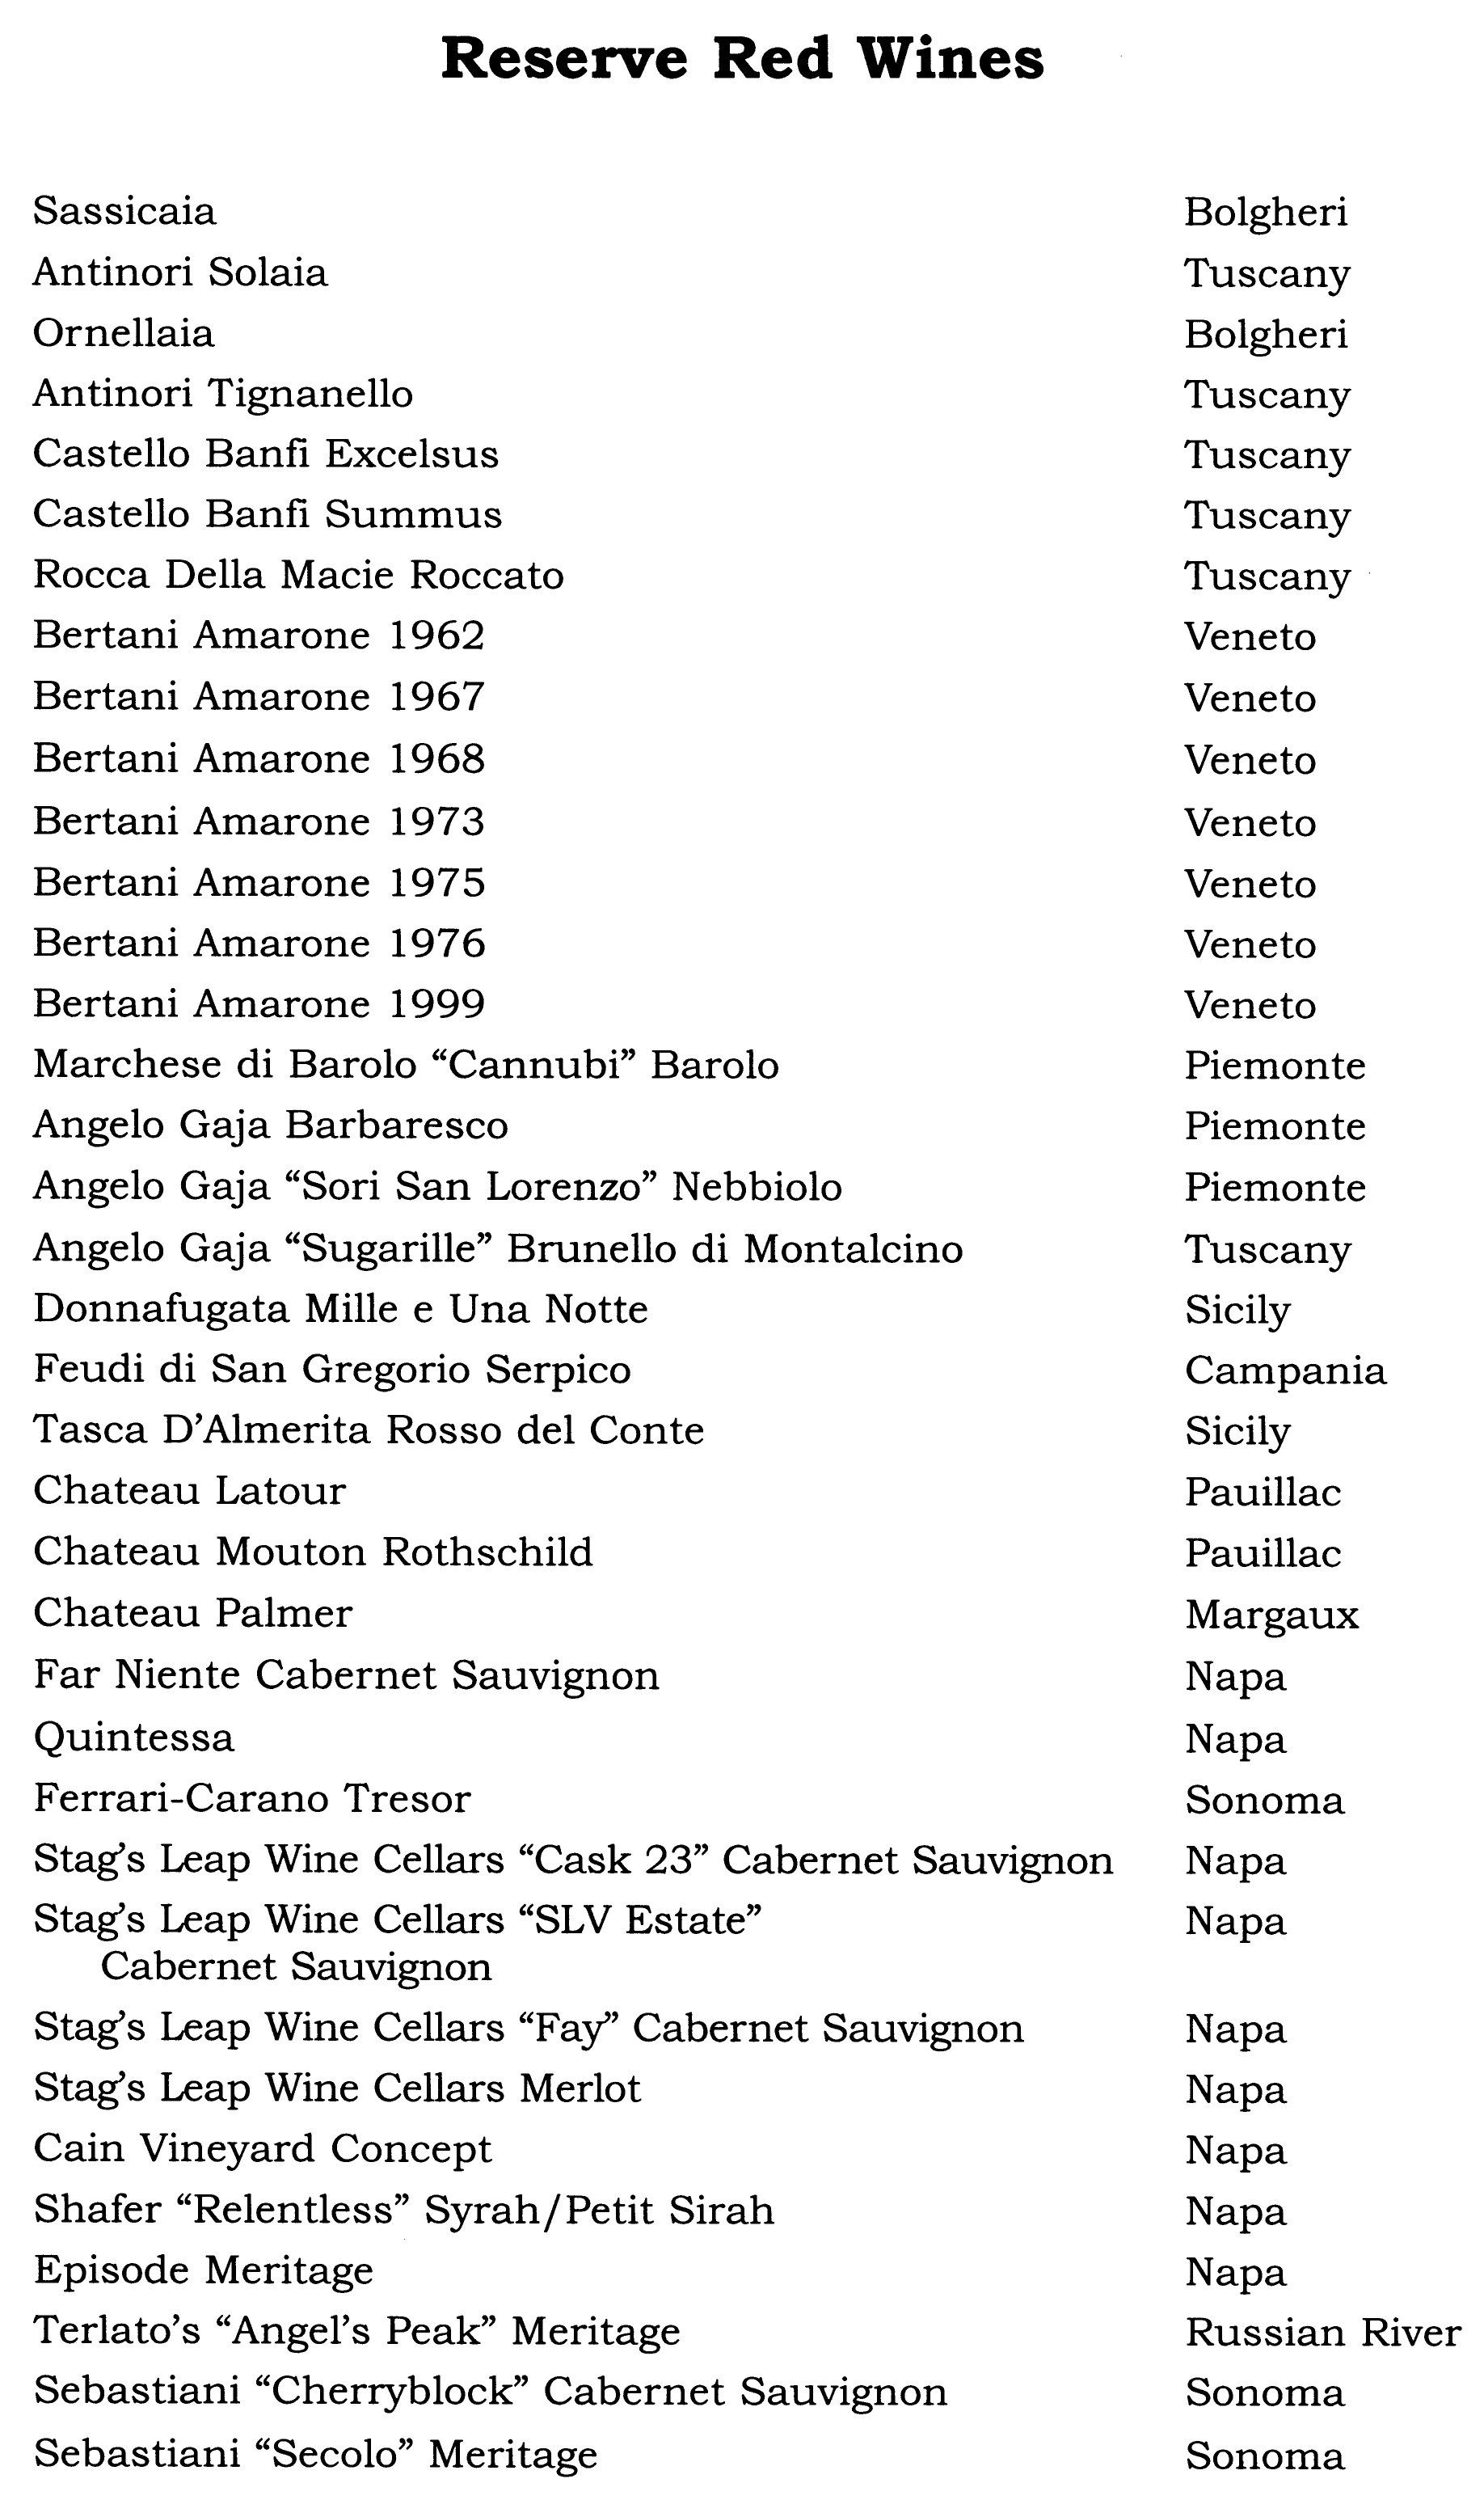 Reserve Red Wines
Sassicaia Bolgheri
Antinori Solaia Tuscany
Ornellaia Bolgheri
Antinori Tignanello Tuscany
Castello Banfi Excelsus Tuscany
Castello Banfi Summus Tuscany
Rocca Della Macie Roccato Tuscany
Bertani Amarone 1962 Veneto
Bertani Amarone 1967 Veneto
Bertani Amarone 1968 Veneto
Bertani Amarone 1973 Veneto
Bertani Amarone 1975 Veneto
Bertani Amarone 1976 Veneto
Bertani Amarone 1999 Veneto
Marchese di Barolo “Cannubi” Barolo Piemonte
Angelo Gaja Barbaresco Piemonte
Angelo Gaja “Sori San Lorenzo” Nebbiolo Piemonte
Angelo Gaja “Sugarille” Brunello di Montalcino Tuscany
Donnafugata Mille e Una Notte Sicily
Feudi di San Gregorio Serpico Campania
Tasca D’Almerita Rosso del Conte Sicily
Chateau Latour Pauillac
Chateau Mouton Rothschild Pauillac
Chateau Palmer Margaux
Far Niente Cabernet Sauvignon Napa
Quintessa Napa
Ferrari-Carano Tresor Sonoma
Stag’s Leap Wine Cellars “Cask 23” Cabernet Sauvignon Napa
Stag’s Leap Wine Cellars “SLV Estate” Napa
Cabernet Sauvignon
Stag’s Leap Wine Cellars “Fay” Cabernet Sauvignon Napa
Stag’s Leap Wine Cellars Merlot Napa
Cain Vineyard Concept Napa
Shafer “Relentless” Syrah/Petit Sirah Napa
Episode Meritage Napa
Terlato’s “Angel’s Peak” Meritage Russian River
Sebastiani “Cherryblock” Cabernet Sauvignon Sonoma
Sebastiani “Secolo” Meritage Sonoma